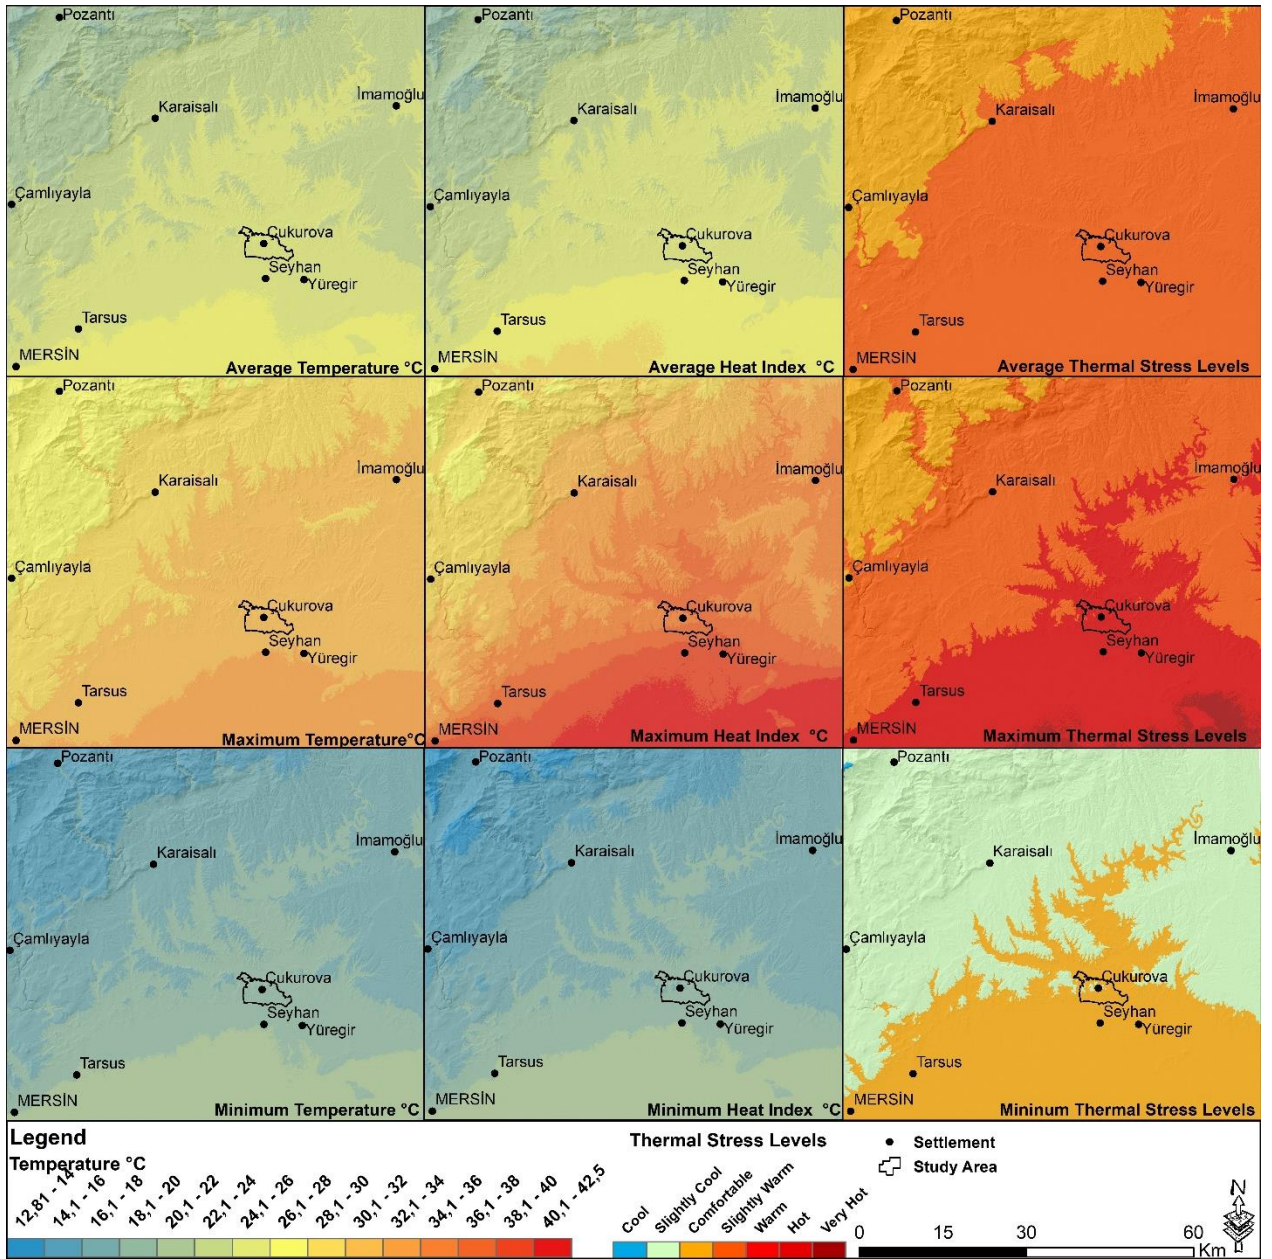 Pozantı
Karaisalı
İmamoğlu
Çamlıyayla
Çukurova
Seyhan
Yüregir
Tarsus
MERSİN
Average Temperature °C
Pozantı
Karaisalı
İmamoğlu
Çamlıyayla
Çukurova
Seyhan
Yüregir
Tarsus
MERSİN
Average Heat Index °C
Pozantı
Karaisalı
İmamoğlu
Çamlıyayla
Çukurova
Seyhan
Yüregir
Tarsus
MERSİN
Average Thermal Stress Levels
Pozantı
Karaisalı
İmamoğlu
Çamlıyayla
Çukurova
Seyhan
Yüregir
Tarsus
MERSİN
Maximum Temperature°C
Pozantı
Karaisalı
İmamoğlu
Çamlıyayla
Çukurova
Seyhan
Yüregir
Tarsus
MERSİN
Maximum Heat Index °C
Pozantı
Karaisalı
İmamoğlu
Çamlıyayla
Çukurova
Seyhan
Yüregir
Tarsus
MERSİN
Maximum Thermal Stress Levels
Pozantı
Karaisalı
İmamoğlu
Çamlıyayla
Çukurova
Seyhan
Yüregir
Tarsus
MERSİN
Minimum Temperature °C
Pozantı
Karaisalı
İmamoğlu
Çamlıyayla
Çukurova
Seyhan
Yüregir
Tarsus
MERSİN
Minimum Heat Index °C
Pozantı
Karaisalı
İmamoğlu
Çamlıyayla
Çukurova
Seyhan
Yüregir
Tarsus
MERSİN
Mininum Thermal Stress Levels
Legend
Temperature °C
12,81 - 14
14,1 - 16
16,1 - 18
18,1 - 20
20,1 - 22
22,1 - 24
24,1 - 26
26,1 - 28
28,1 - 30
30,1 - 32
32,1 - 34
34,1 - 36
36,1 - 38
38,1 - 40
40,1 - 42,5
Thermal Stress Levels
Cool
Slightly Cool
Comfortable
Slightly Warm
Warm
Hot
Very Hot
Settlement
Study Area
0 15 30 60
Km
N